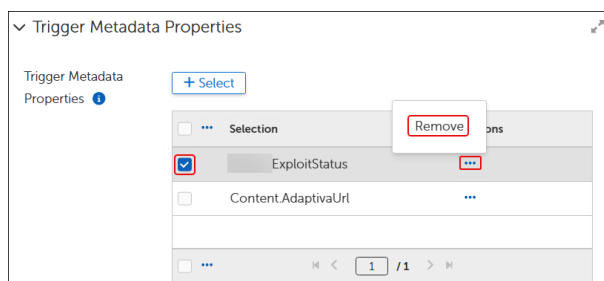 Trigger Metadata Properties
Trigger Metadata
Properties
+ Select
Selection
Remove
ons
ExploitStatus
Content.AdaptivaUrl
1 / 1